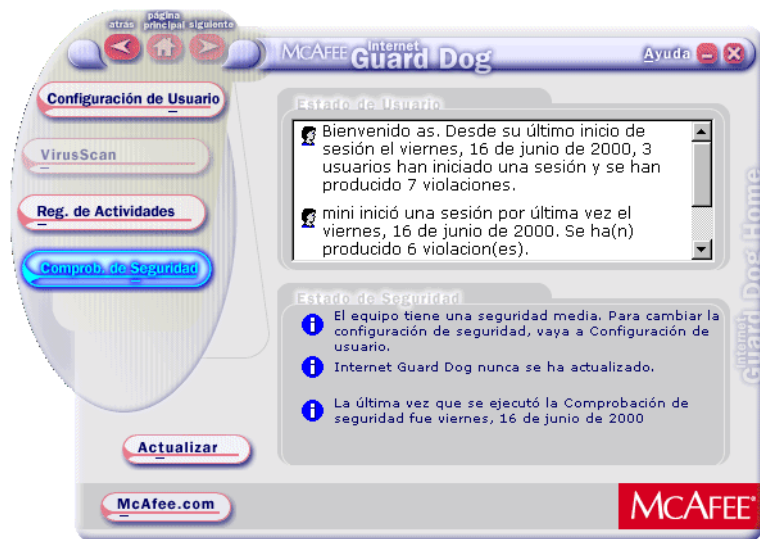 página
atrás principal siguiente
McAFEE Internet Guard Dog
Ayuda
Configuración de Usuario
VirusScan
Reg. de Actividades
Comprob. de Seguridad
Estado de Usuario
Bienvenido as. Desde su último inicio de
sesión el viernes, 16 de junio de 2000, 3
usuarios han iniciado una sesión y se han
producido 7 violaciones.
mini inició una sesión por última vez el
viernes, 16 de junio de 2000. Se ha(n)
producido 6 violacion(es).
Estado de Seguridad
El equipo tiene una seguridad media. Para cambiar la
configuración de seguridad, vaya a Configuración de
usuario.
Internet Guard Dog nunca se ha actualizado.
La última vez que se ejecutó la Comprobación de
seguridad fue viernes, 16 de junio de 2000
Internet Guard Dog Home
Actualizar
McAfee.com
McAFEE®